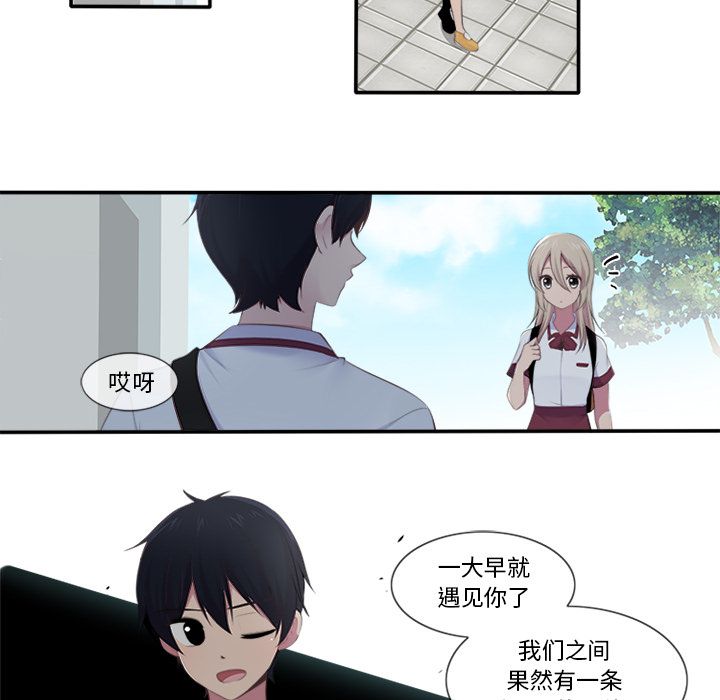 哎呀
一大早就
遇见你了
我们之间
果然有一条